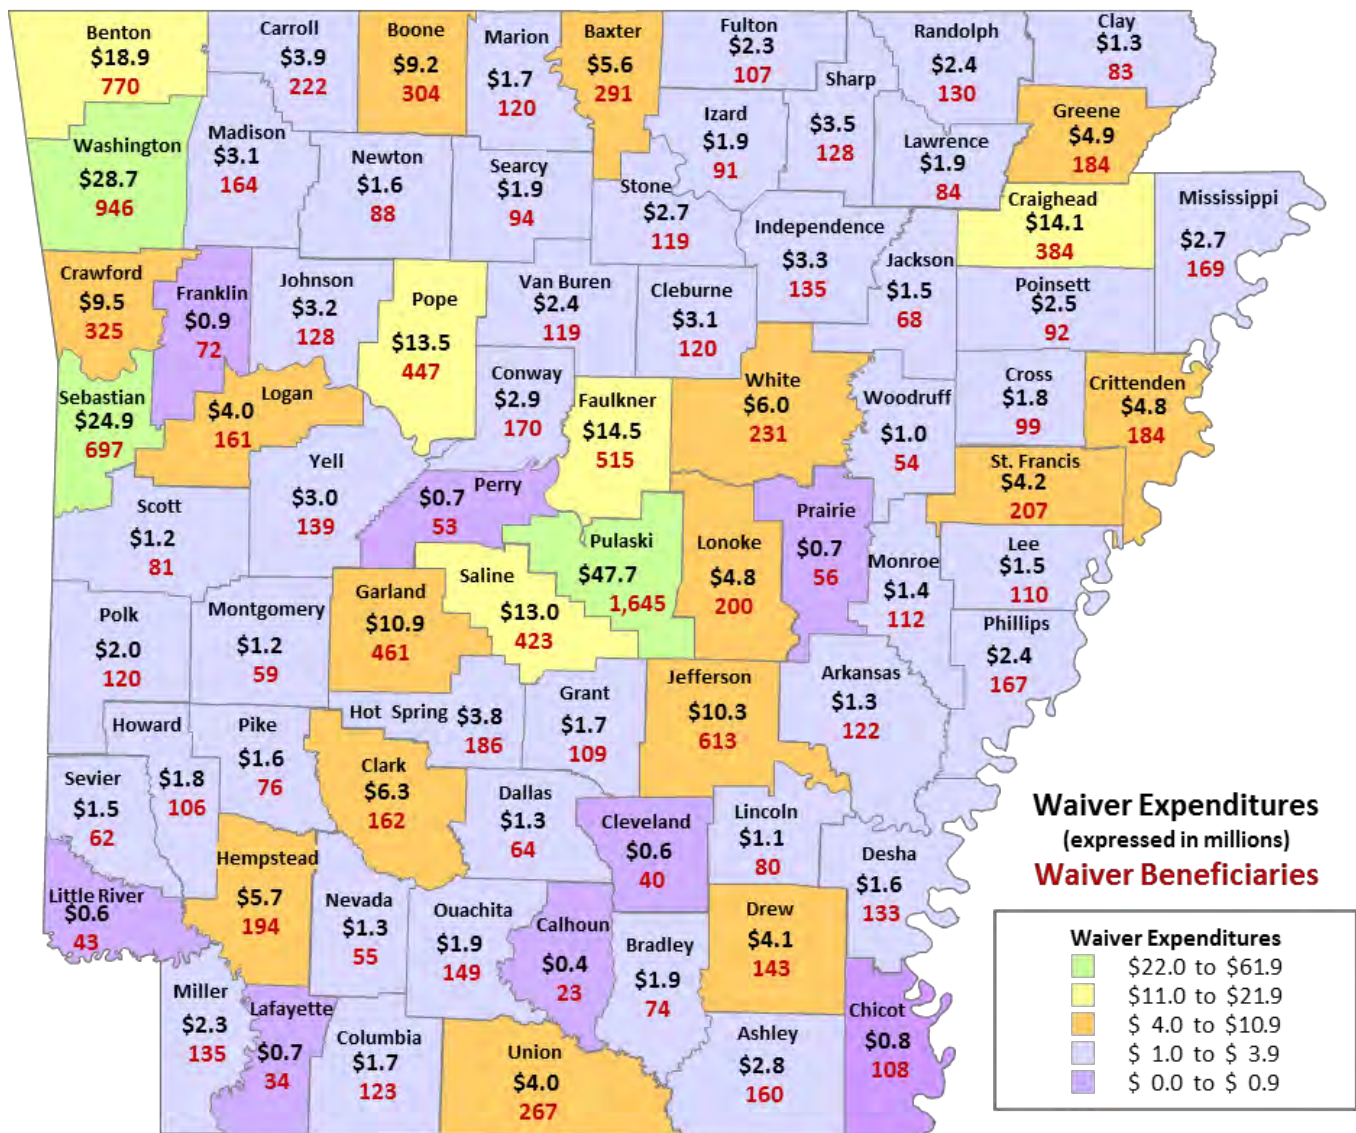 Benton
$18.9
770
Carroll
$3.9
222
Boone
$9.2
304
Marion
$1.7
120
Baxter
$5.6
291
Fulton
$2.3
107
Sharp
$3.5
128
Randolph
$2.4
130
Clay
$1.3
83
Washington
$28.7
946
Madison
$3.1
164
Newton
$1.6
88
Searcy
$1.9
94
Stone
$2.7
119
Izard
$1.9
91
Lawrence
$1.9
84
Greene
$4.9
184
Independence
$3.3
135
Jackson
$1.5
68
Craighead
$14.1
384
Mississippi
$2.7
169
Crawford
$9.5
325
Franklin
$0.9
72
Johnson
$3.2
128
Pope
$13.5
447
Van Buren
$2.4
119
Cleburne
$3.1
120
Poinsett
$2.5
92
Sebastian
$24.9
697
Logan
$4.0
161
Conway
$2.9
170
Faulkner
$14.5
515
White
$6.0
231
Woodruff
$1.0
54
Cross
$1.8
99
Crittenden
$4.8
184
Scott
$1.2
81
Yell
$3.0
139
Perry
$0.7
53
Pulaski
$47.7
1,645
Lonoke
$4.8
200
Prairie
$0.7
56
Monroe
$1.4
112
St. Francis
$4.2
207
Lee
$1.5
110
Polk
$2.0
120
Montgomery
$1.2
59
Garland
$10.9
461
Saline
$13.0
423
Phillips
$2.4
167
Howard
$1.8
106
Pike
$1.6
76
Hot Spring
$3.8
186
Grant
$1.7
109
Jefferson
$10.3
613
Arkansas
$1.3
122
Sevier
$1.5
62
Clark
$6.3
162
Dallas
$1.3
64
Cleveland
$0.6
40
Lincoln
$1.1
80
Desha
$1.6
133
Little River
$0.6
43
Hempstead
$5.7
194
Nevada
$1.3
55
Ouachita
$1.9
149
Calhoun
$0.4
23
Bradley
$1.9
74
Drew
$4.1
143
Miller
$2.3
135
Lafayette
$0.7
34
Columbia
$1.7
123
Union
$4.0
267
Ashley
$2.8
160
Chicot
$0.8
108
Waiver Expenditures
(expressed in millions)
Waiver Beneficiaries
Waiver Expenditures
$22.0 to $61.9
$11.0 to $21.9
$ 4.0 to $10.9
$ 1.0 to $ 3.9
$ 0.0 to $ 0.9